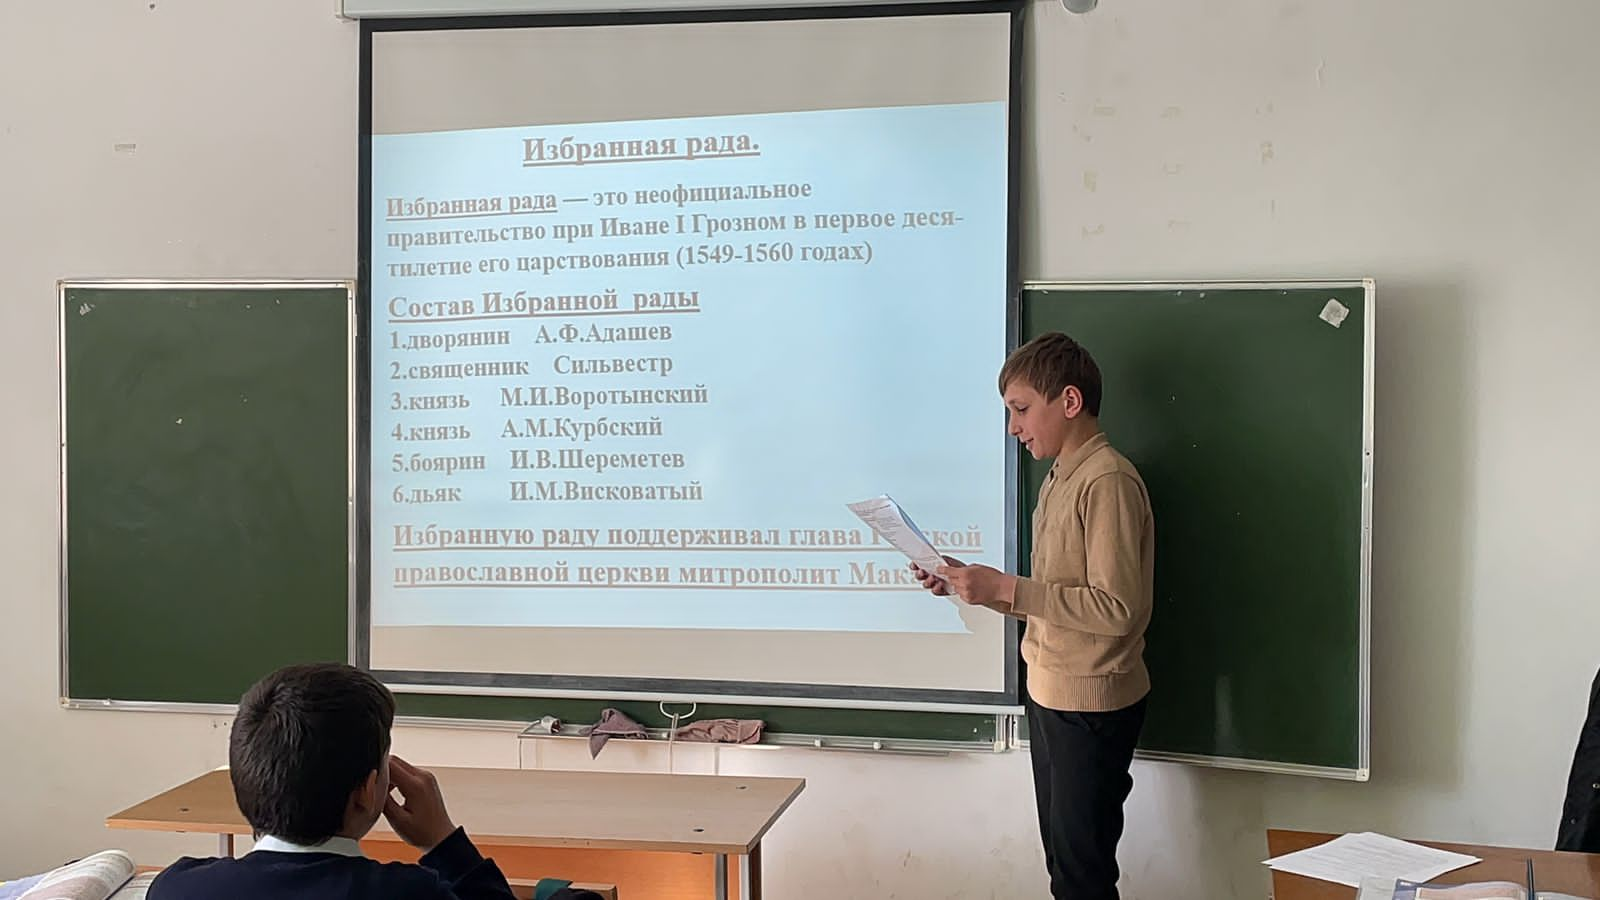 Избранная рада.
Избранная рада — это неофициальное
правительство при Иване I Грозном в первое деся-
тилетие его царствования (1549-1560 годах)
Состав Избранной рады
1.дворянин А.Ф.Адашев
2.священник Сильвестр
3.князь М.И.Воротынский
4.князь А.М.Курбский
5.боярин И.В.Шереметев
6.дьяк И.М.Висковатый
Избранную раду поддерживал глава
православной церкви митрополит